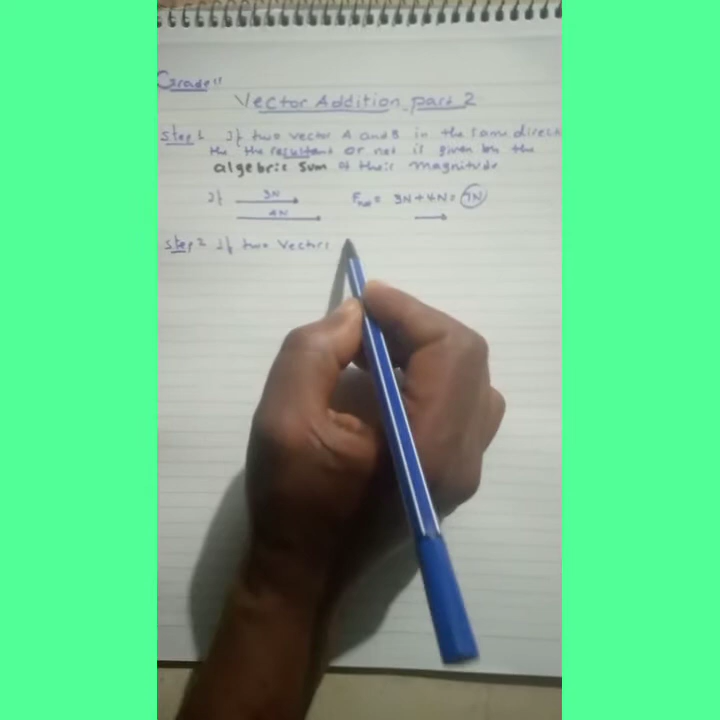 Grade 11
Vector Addition part 2
step 1 If two vector A and B in the same direc
the the resultant or net is given by the
algebric sum of their magnitude
If 3N Fnet = 3N + 4N = 7N
4N
step 2 If two Vectors